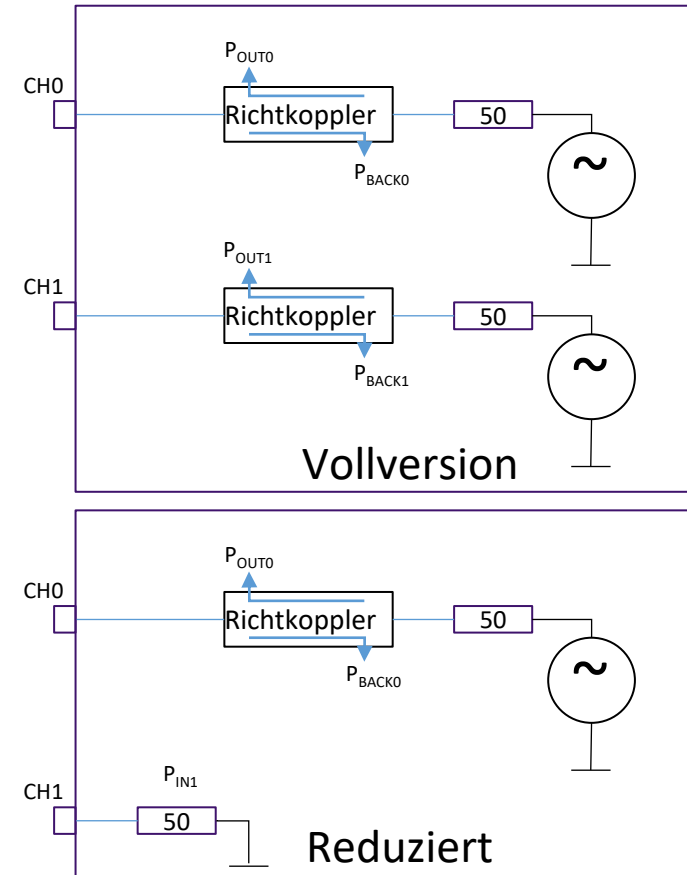 P_OUT0
CH0
Richtkoppler
50
~
P_BACK0
P_OUT1
CH1
Richtkoppler
50
~
P_BACK1
Vollversion
P_OUT0
CH0
Richtkoppler
50
~
P_BACK0
P_IN1
CH1
50
Reduziert